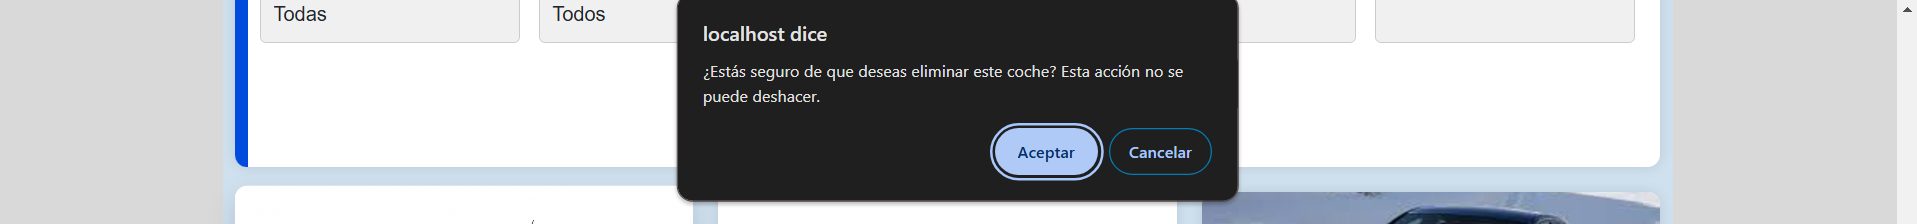 Todas
Todos
localhost dice
¿Estás seguro de que deseas eliminar este coche? Esta acción no se
puede deshacer.
Aceptar
Cancelar